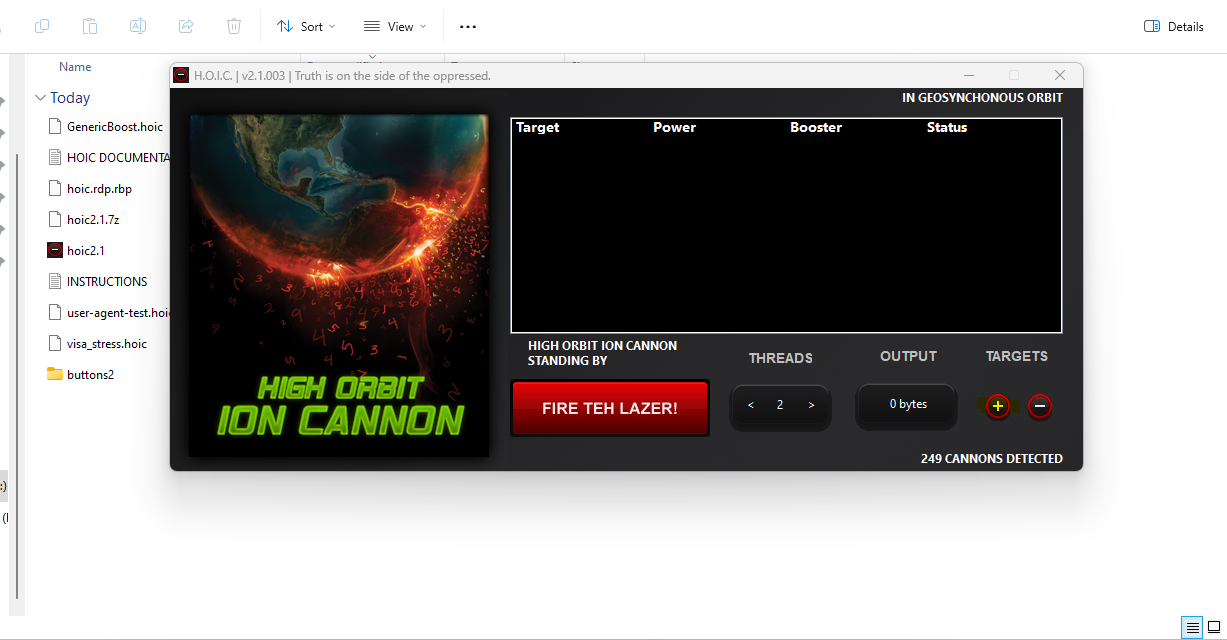 Sort
View
Details
Name
Today
GenericBoost.hoic
HOIC DOCUMENTA
hoic.rdp.rbp
hoic2.1.7z
hoic2.1
INSTRUCTIONS
user-agent-test.hoi
visa_stress.hoic
buttons2
:)
H.O.I.C. | v2.1.003 | Truth is on the side of the oppressed.
IN GEOSYNCHONOUS ORBIT
Target Power Booster Status
HIGH ORBIT
ION CANNON
HIGH ORBIT ION CANNON
STANDING BY
THREADS OUTPUT TARGETS
FIRE TEH LAZER!
< 2 >
0 bytes
+ −
249 CANNONS DETECTED